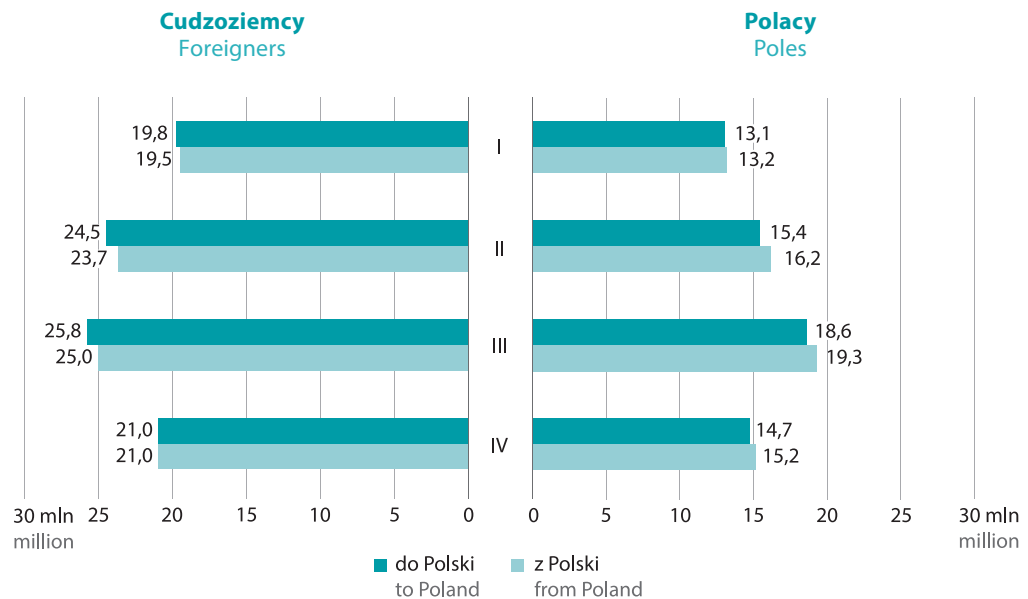 Cudzoziemcy
Foreigners
Polacy
Poles
19,8
19,5
I
13,1
13,2
24,5
23,7
II
15,4
16,2
25,8
25,0
III
18,6
19,3
21,0
21,0
IV
14,7
15,2
30 mln 25 20 15 10 5 0
million
0 5 10 15 20 25 30 mln
million
do Polski
to Poland
z Polski
from Poland